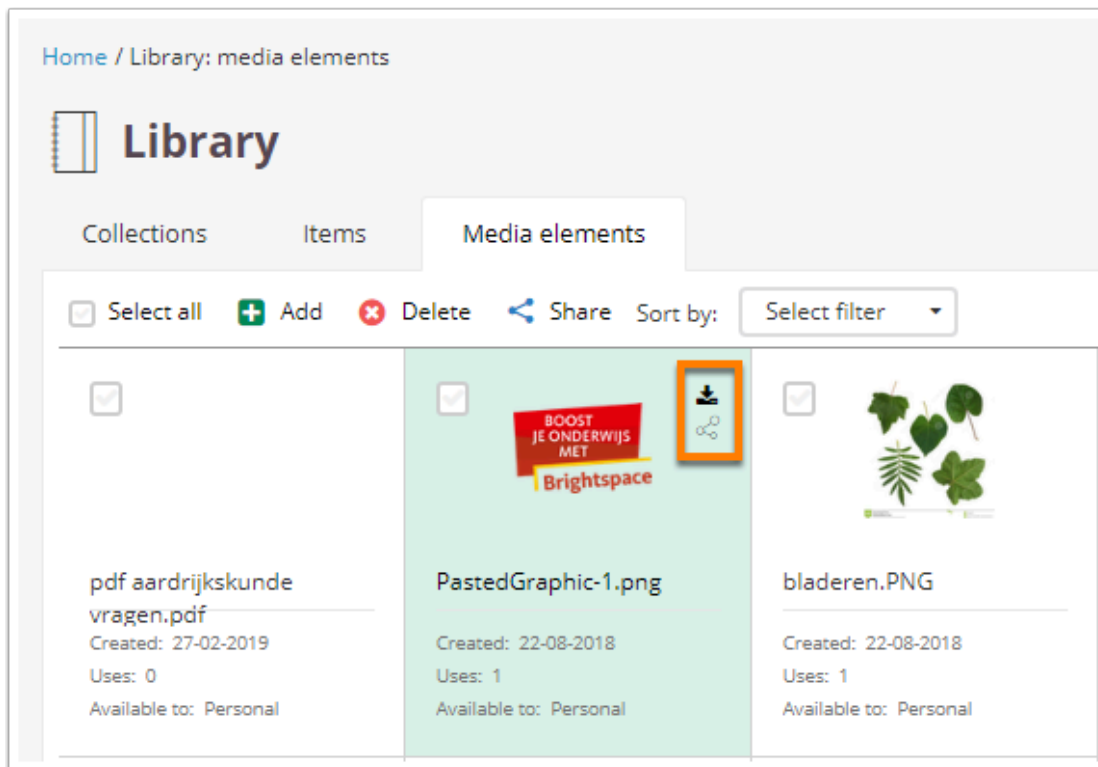 Home / Library: media elements
Library
Collections Items Media elements
Select all Add Delete Share Sort by: Select filter
BOOST
JE ONDERWIJS
MET
Brightspace
pdf aardrijkskunde
vragen.pdf
Created: 27-02-2019
Uses: 0
Available to: Personal
PastedGraphic-1.png
Created: 22-08-2018
Uses: 1
Available to: Personal
bladeren.PNG
Created: 22-08-2018
Uses: 1
Available to: Personal